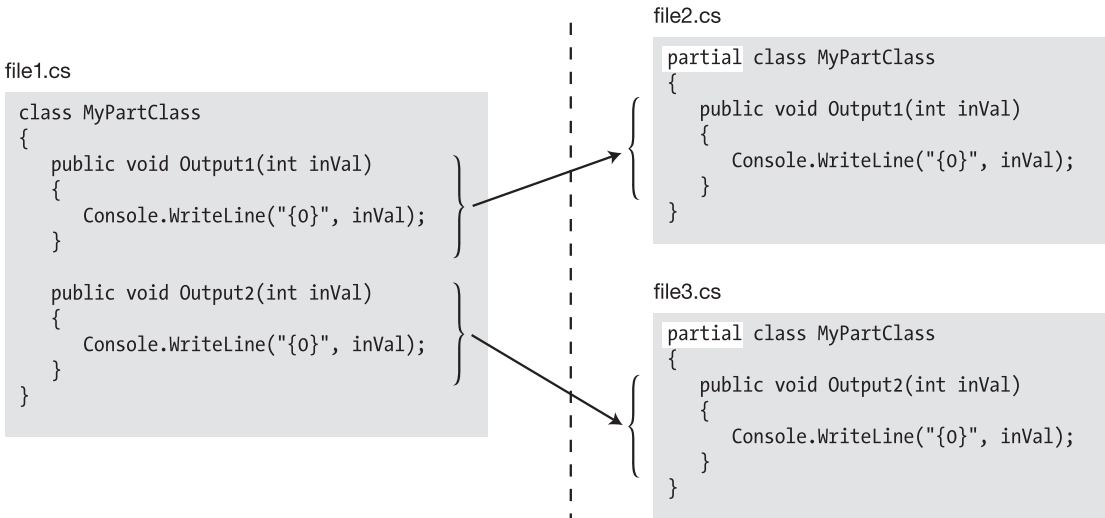 file1.cs
class MyPartClass
{
   public void Output1(int inVal)
   {
      Console.WriteLine("{0}", inVal);
   }

   public void Output2(int inVal)
   {
      Console.WriteLine("{0}", inVal);
   }
}
file2.cs
partial class MyPartClass
{
   public void Output1(int inVal)
   {
      Console.WriteLine("{0}", inVal);
   }
}
file3.cs
partial class MyPartClass
{
   public void Output2(int inVal)
   {
      Console.WriteLine("{0}", inVal);
   }
}